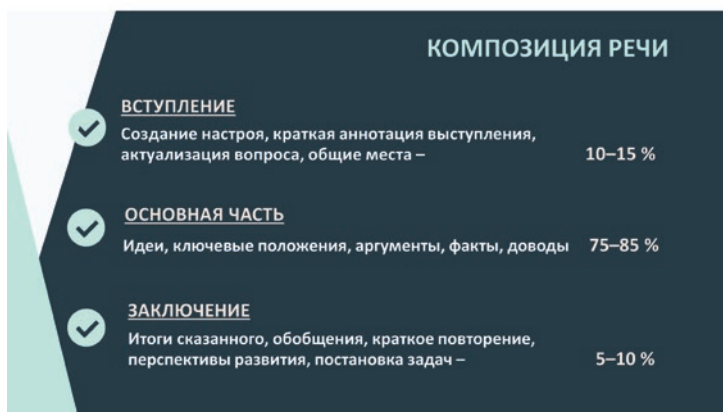 КОМПОЗИЦИЯ РЕЧИ
ВСТУПЛЕНИЕ
Создание настроя, краткая аннотация выступления,
актуализация вопроса, общие места – 10–15 %
ОСНОВНАЯ ЧАСТЬ
Идеи, ключевые положения, аргументы, факты, доводы 75–85 %
ЗАКЛЮЧЕНИЕ
Итоги сказанного, обобщения, краткое повторение,
перспективы развития, постановка задач – 5–10 %